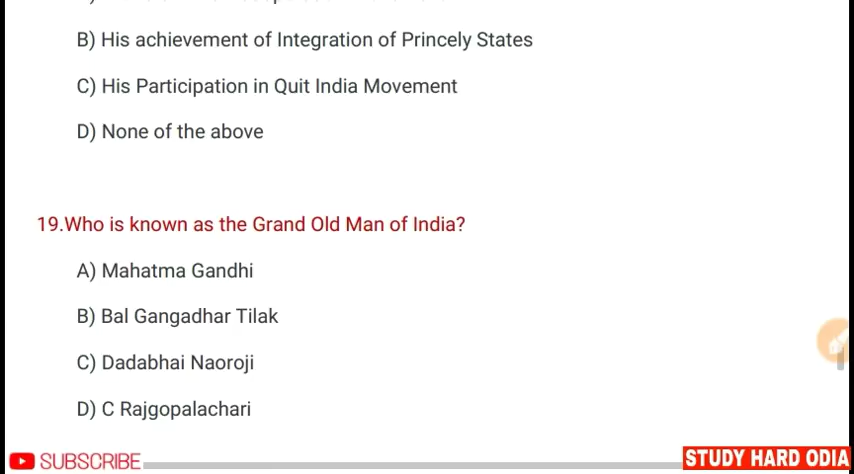 B) His achievement of Integration of Princely States
C) His Participation in Quit India Movement
D) None of the above
19.Who is known as the Grand Old Man of India?
A) Mahatma Gandhi
B) Bal Gangadhar Tilak
C) Dadabhai Naoroji
D) C Rajgopalachari
SUBSCRIBE
STUDY HARD ODIA